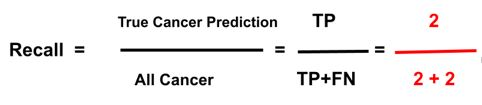 True Cancer Prediction TP 2
Recall = = =
All Cancer TP+FN 2 + 2